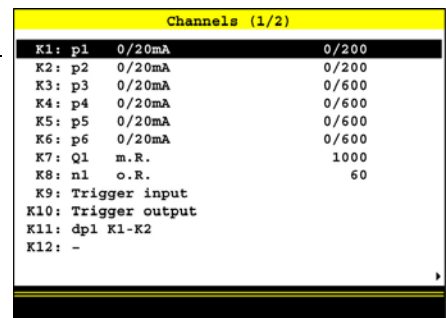 Channels (1/2)
K1: p1 0/20mA 0/200
K2: p2 0/20mA 0/200
K3: p3 0/20mA 0/600
K4: p4 0/20mA 0/600
K5: p5 0/20mA 0/600
K6: p6 0/20mA 0/600
K7: Q1 m.R. 1000
K8: n1 o.R. 60
K9: Trigger input
K10: Trigger output
K11: dp1 K1-K2
K12: -